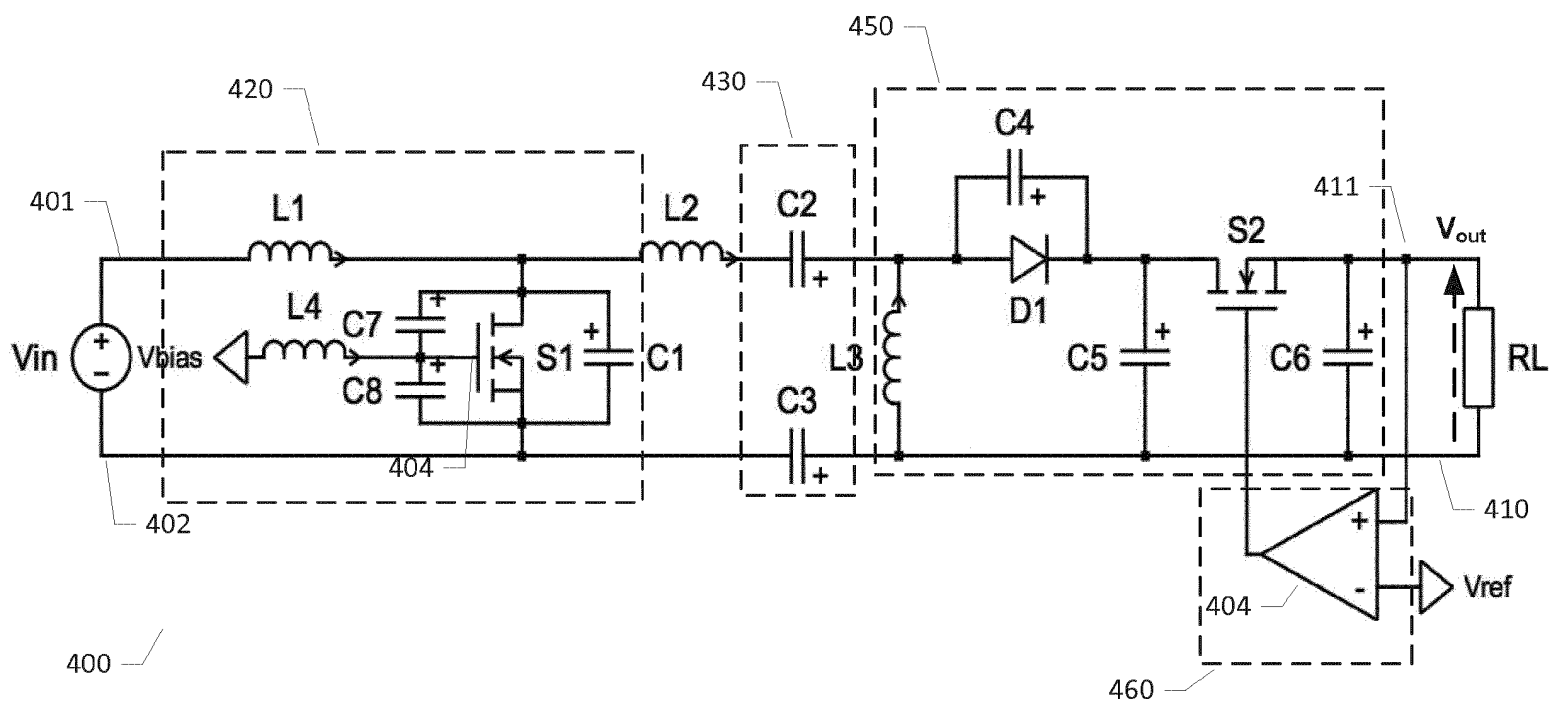 450
420
430
C4
401
L1
L2
C2
411
Vout
S2
+
+
D1
L4
C7
+
+
+
+
Vin
+
-
Vbias
S1
C1
L3
C5
C6
RL
C8
+
C3
404
+
402
410
+
-
404
Vref
400
460